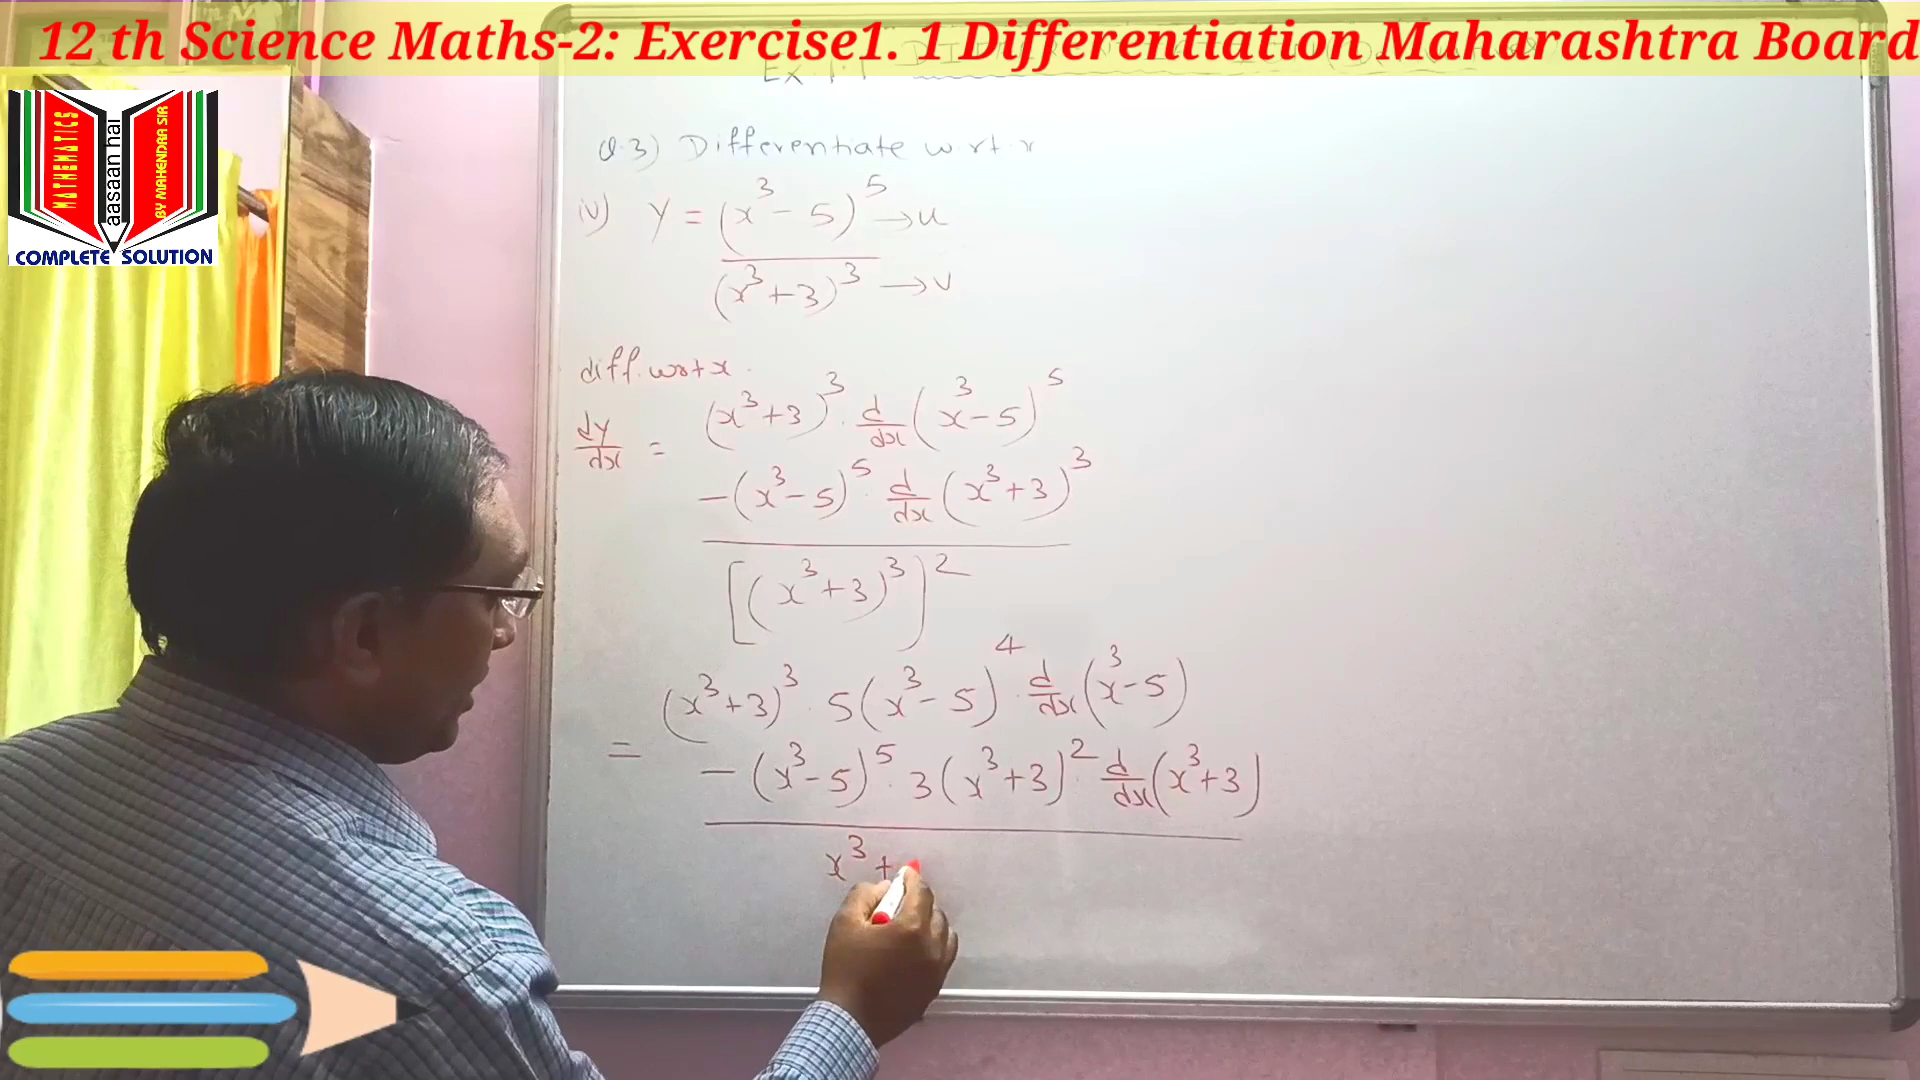 12 th Science Maths-2: Exercise1. 1 Differentiation Maharashtra Board
Ex. 1.1
MATHEMATICS
aasaan hai
BY MAHENDRA SIR
COMPLETE SOLUTION
Q.3) Differentiate w.r.t. x
iv) y = (x³ - 5)⁵ → u
(x³ + 3)³ → v
diff. w.r.t x.
dy/dx = (x³+3)³ · d/dx (x³-5)⁵
-(x³-5)⁵ · d/dx (x³+3)³
[(x³+3)³]²
= (x³+3)³ · 5(x³-5)⁴ · d/dx (x³-5)
- (x³-5)⁵ · 3(x³+3)² · d/dx (x³+3)
x³ +